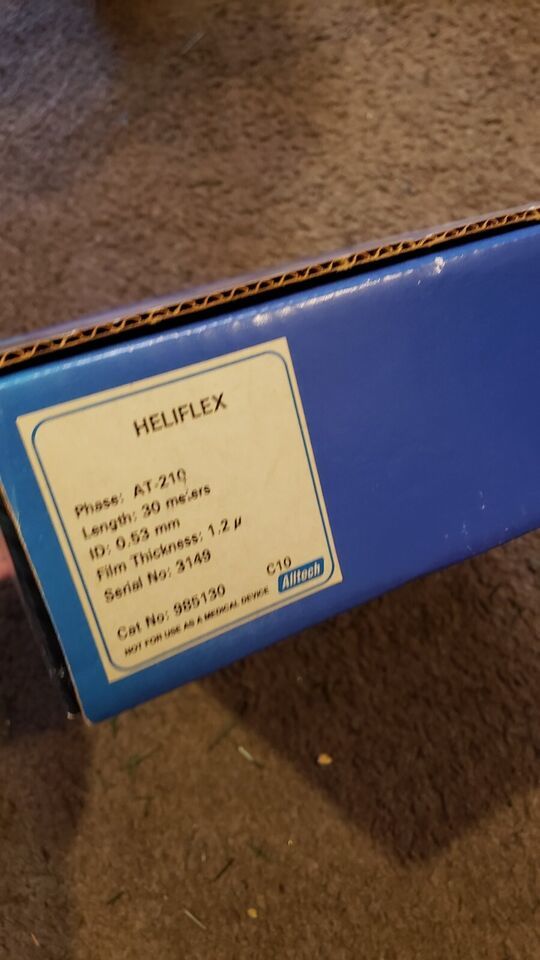 HELIFLEX
Phase: AT-210
Length: 30 meters
ID: 0.53 mm
Film Thickness: 1.2 µ
Serial No: 3149
C10
Cat No: 985130
Alltech
NOT FOR USE AS A MEDICAL DEVICE